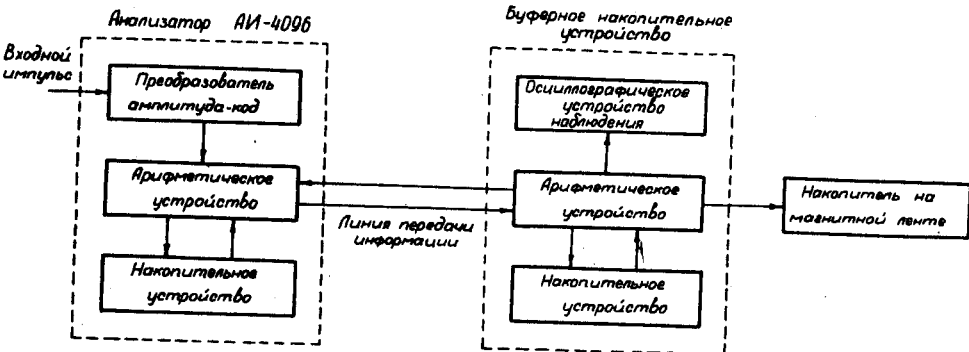 Анализатор АИ-4096
Входной
импульс
Преобразователь
амплитуда-код
Арифметическое
устройство
Накопительное
устройство
Линия передачи
информации
Буферное накопительное
устройство
Осциллографическое
устройство
наблюдения
Арифметическое
устройство
Накопительное
устройство
Накопитель на
магнитной ленте